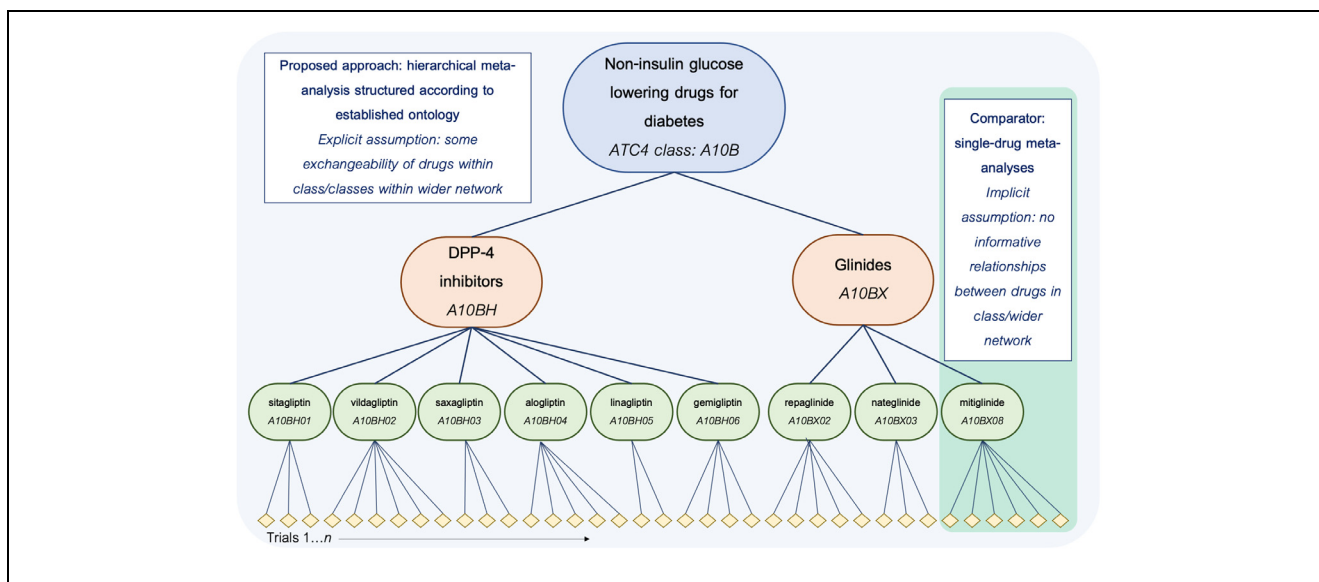 Proposed approach: hierarchical meta-
analysis structured according to
established ontology
Explicit assumption: some
exchangeability of drugs within
class/classes within wider network
Non-insulin glucose
lowering drugs for
diabetes
ATC4 class: A10B
Comparator:
single-drug meta-
analyses
Implicit
assumption: no
informative
relationships
between drugs in
class/wider
network
DPP-4
inhibitors
A10BH
Glinides
A10BX
sitagliptin
A10BH01
vildagliptin
A10BH02
saxagliptin
A10BH03
alogliptin
A10BH04
linagliptin
A10BH05
gemigliptin
A10BH06
repaglinide
A10BX02
nateglinide
A10BX03
mitiglinide
A10BX08
Trials 1…n